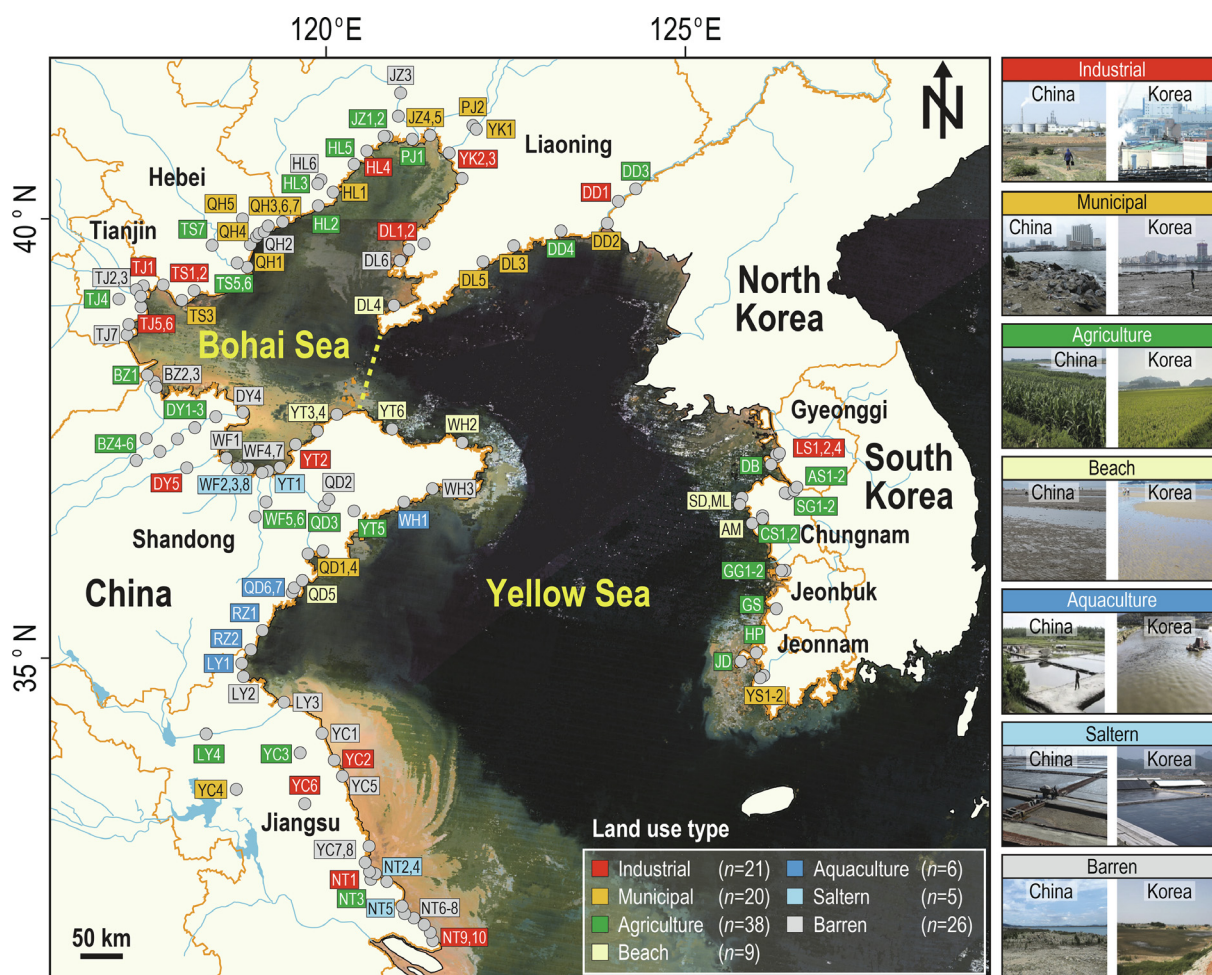 120°E
125°E
40°N
35°N
N
JZ3
PJ2
JZ1,2
JZ4,5
YK1
HL5
PJ1
Liaoning
HL6
HL4
YK2,3
DD3
Hebei
HL3
HL1
DD1
QH5
QH3,6,7
TS7
QH4
HL2
Tianjin
QH2
DL1,2
DD4
DD2
TJ2,3
TJ1
TS1,2
QH1
DL6
DL3
TJ4
TS5,6
DL5
North
Korea
TS3
DL4
TJ5,6
TJ7
Bohai Sea
BZ1
BZ2,3
DY4
DY1-3
YT3,4
YT6
Gyeonggi
BZ4-6
WF1
WF4,7
WH2
LS1,2,4
YT2
DB
South
Korea
DY5
WF2,3,8
YT1
AS1-2
QD2
WH3
SD,ML
SG1-2
WF5,6
QD3
YT5
WH1
AM
CS1,2
Shandong
Chungnam
QD1,4
GG1-2
China
QD6,7
QD5
Yellow Sea
Jeonbuk
RZ1
GS
RZ2
HP
Jeonnam
LY1
JD
LY2
YS1-2
LY3
YC1
LY4
YC3
YC2
YC4
YC6
YC5
Jiangsu
YC7,8
NT2,4
NT1
NT3
NT5
NT6-8
NT9,10
50 km
Land use type
Industrial (n=21)
Municipal (n=20)
Agriculture (n=38)
Beach (n=9)
Aquaculture (n=6)
Saltern (n=5)
Barren (n=26)
Industrial
China Korea
Municipal
China Korea
Agriculture
China Korea
Beach
China Korea
Aquaculture
China Korea
Saltern
China Korea
Barren
China Korea